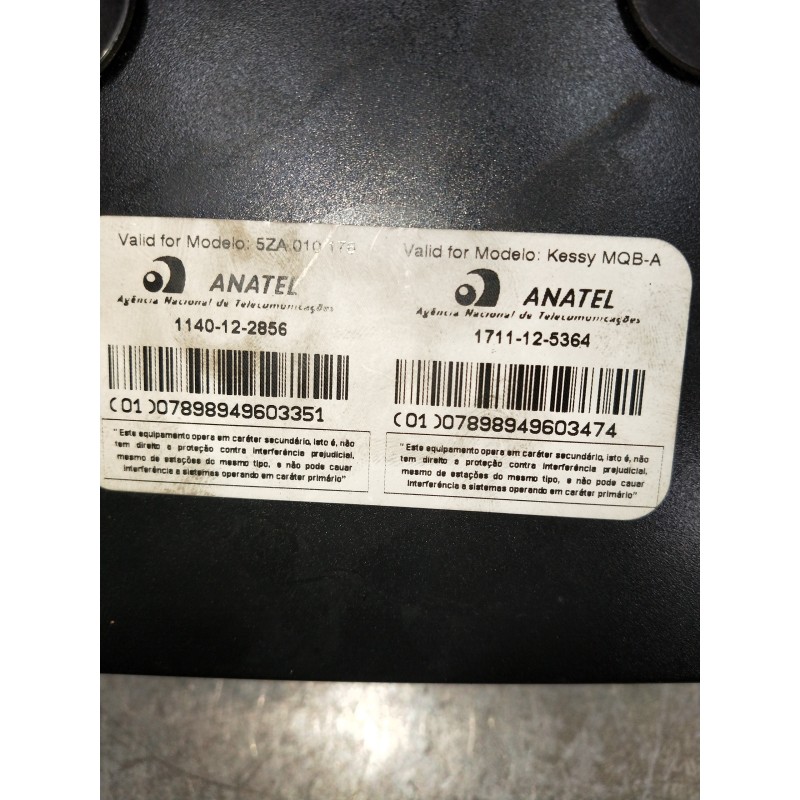 Valid for Modelo: 5ZA 010 179
ANATEL
Agência Nacional de Telecomunicações
1140-12-2856
(01)07898949603351
"Este equipamento opera em caráter secundário, isto é, não
tem direito a proteção contra interferência prejudicial,
mesmo de estações do mesmo tipo, e não pode cauar
interferência a sistemas operando em caráter primário"
Valid for Modelo: Kessy MQB-A
ANATEL
Agência Nacional de Telecomunicações
1711-12-5364
(01)07898949603474
"Este equipamento opera em caráter secundário, isto é, não
tem direito a proteção contra interferência prejudicial,
mesmo de estações do mesmo tipo, e não pode cauar
interferência a sistemas operando em caráter primário"